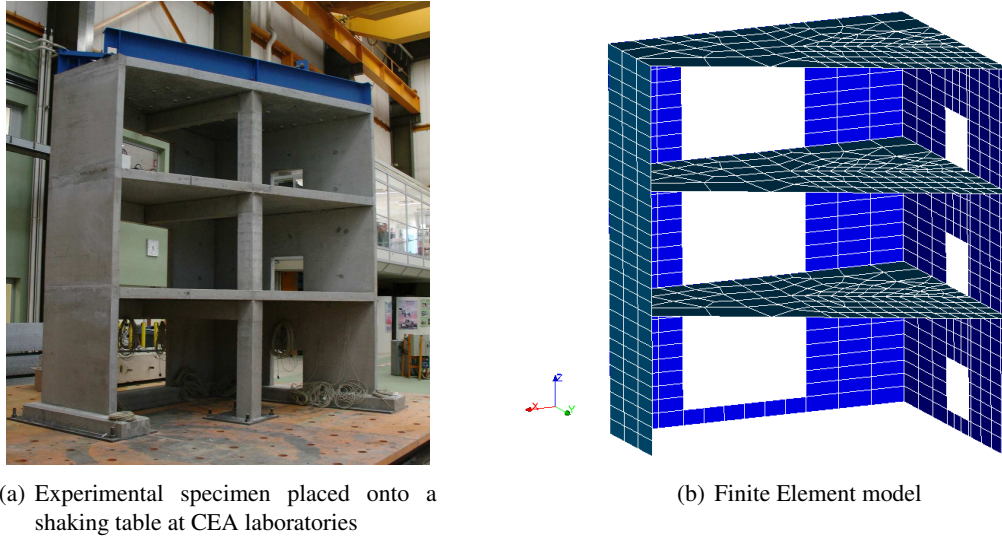 Z
X
Y
(a) Experimental specimen placed onto a
shaking table at CEA laboratories
(b) Finite Element model